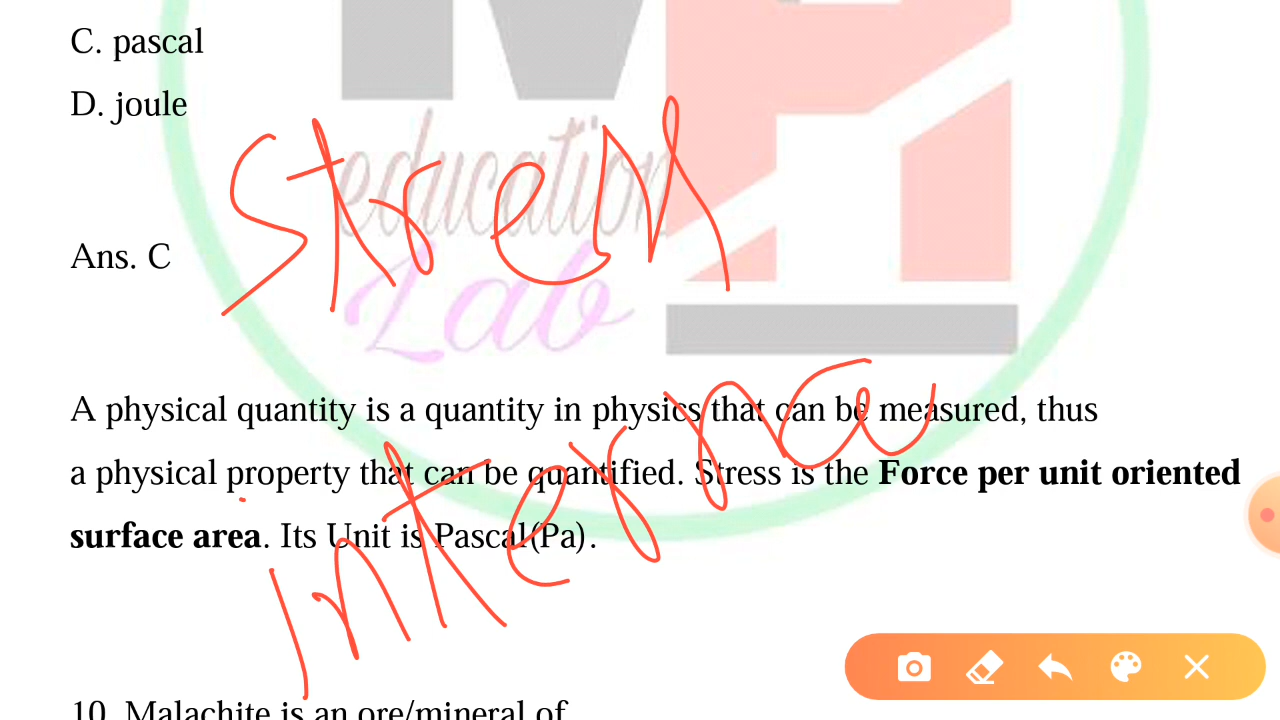 C. pascal
D. joule
education
Stress
Ans. C
Lab
A physical quantity is a quantity in physics that can be measured, thus
a physical property that can be quantified. Stress is the Force per unit oriented
surface area. Its Unit is Pascal(Pa).
10. Malachite is an ore/mineral of